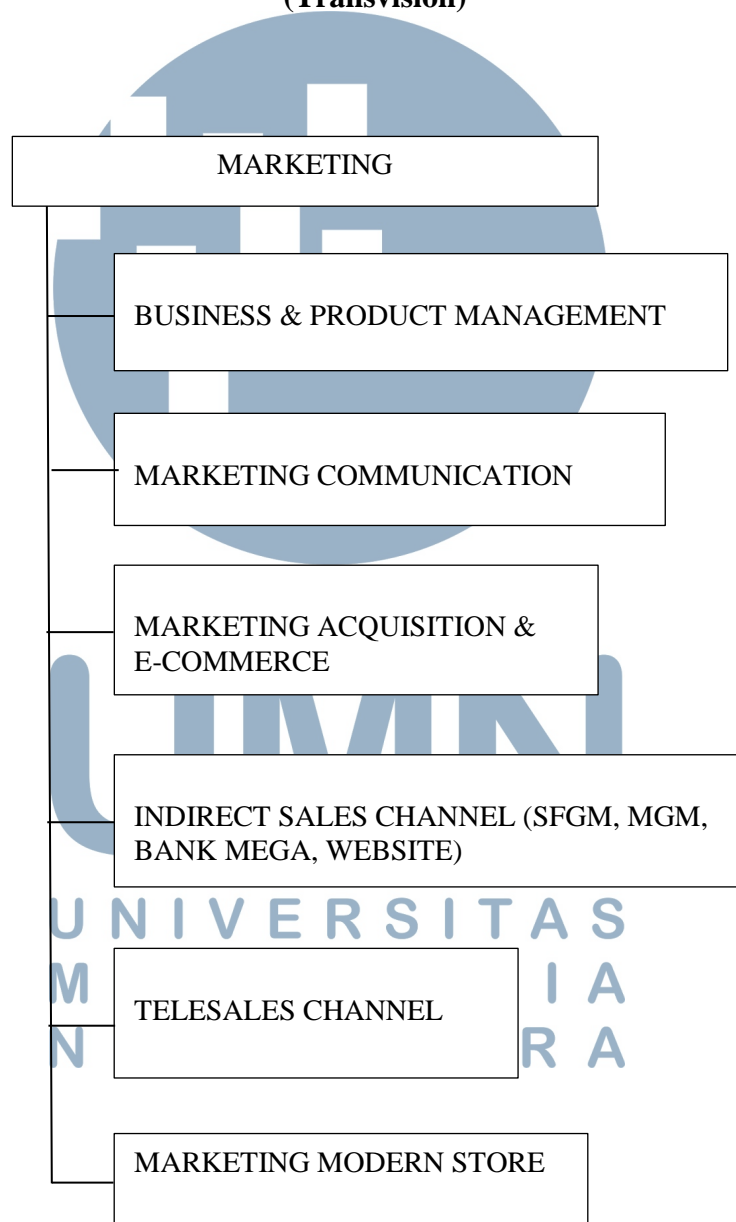 (Transvision)
MARKETING
BUSINESS & PRODUCT MANAGEMENT
MARKETING COMMUNICATION
MARKETING ACQUISITION &
E-COMMERCE
UMN
INDIRECT SALES CHANNEL (SFGM, MGM,
BANK MEGA, WEBSITE)
UNIVERSITAS
M I A
TELESALES CHANNEL
N R A
MARKETING MODERN STORE